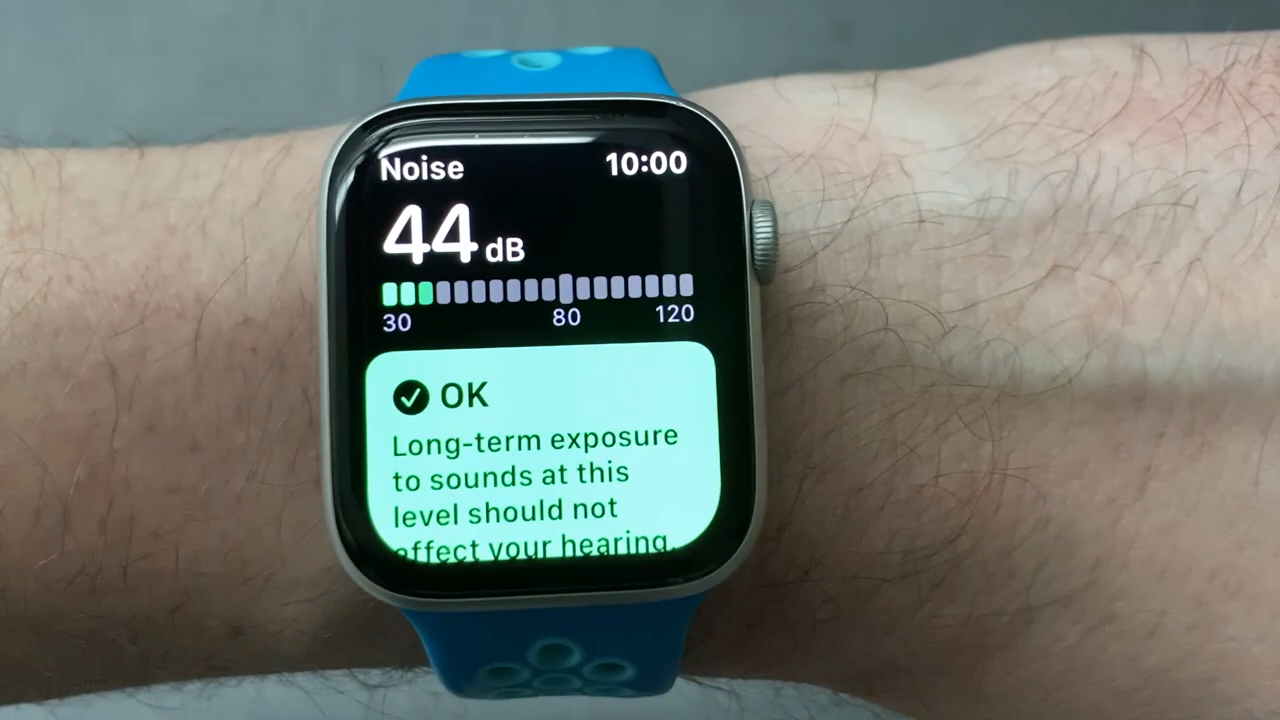 Noise 10:00
44 dB
30 80 120
OK
Long-term exposure
to sounds at this
level should not
affect your hearing.